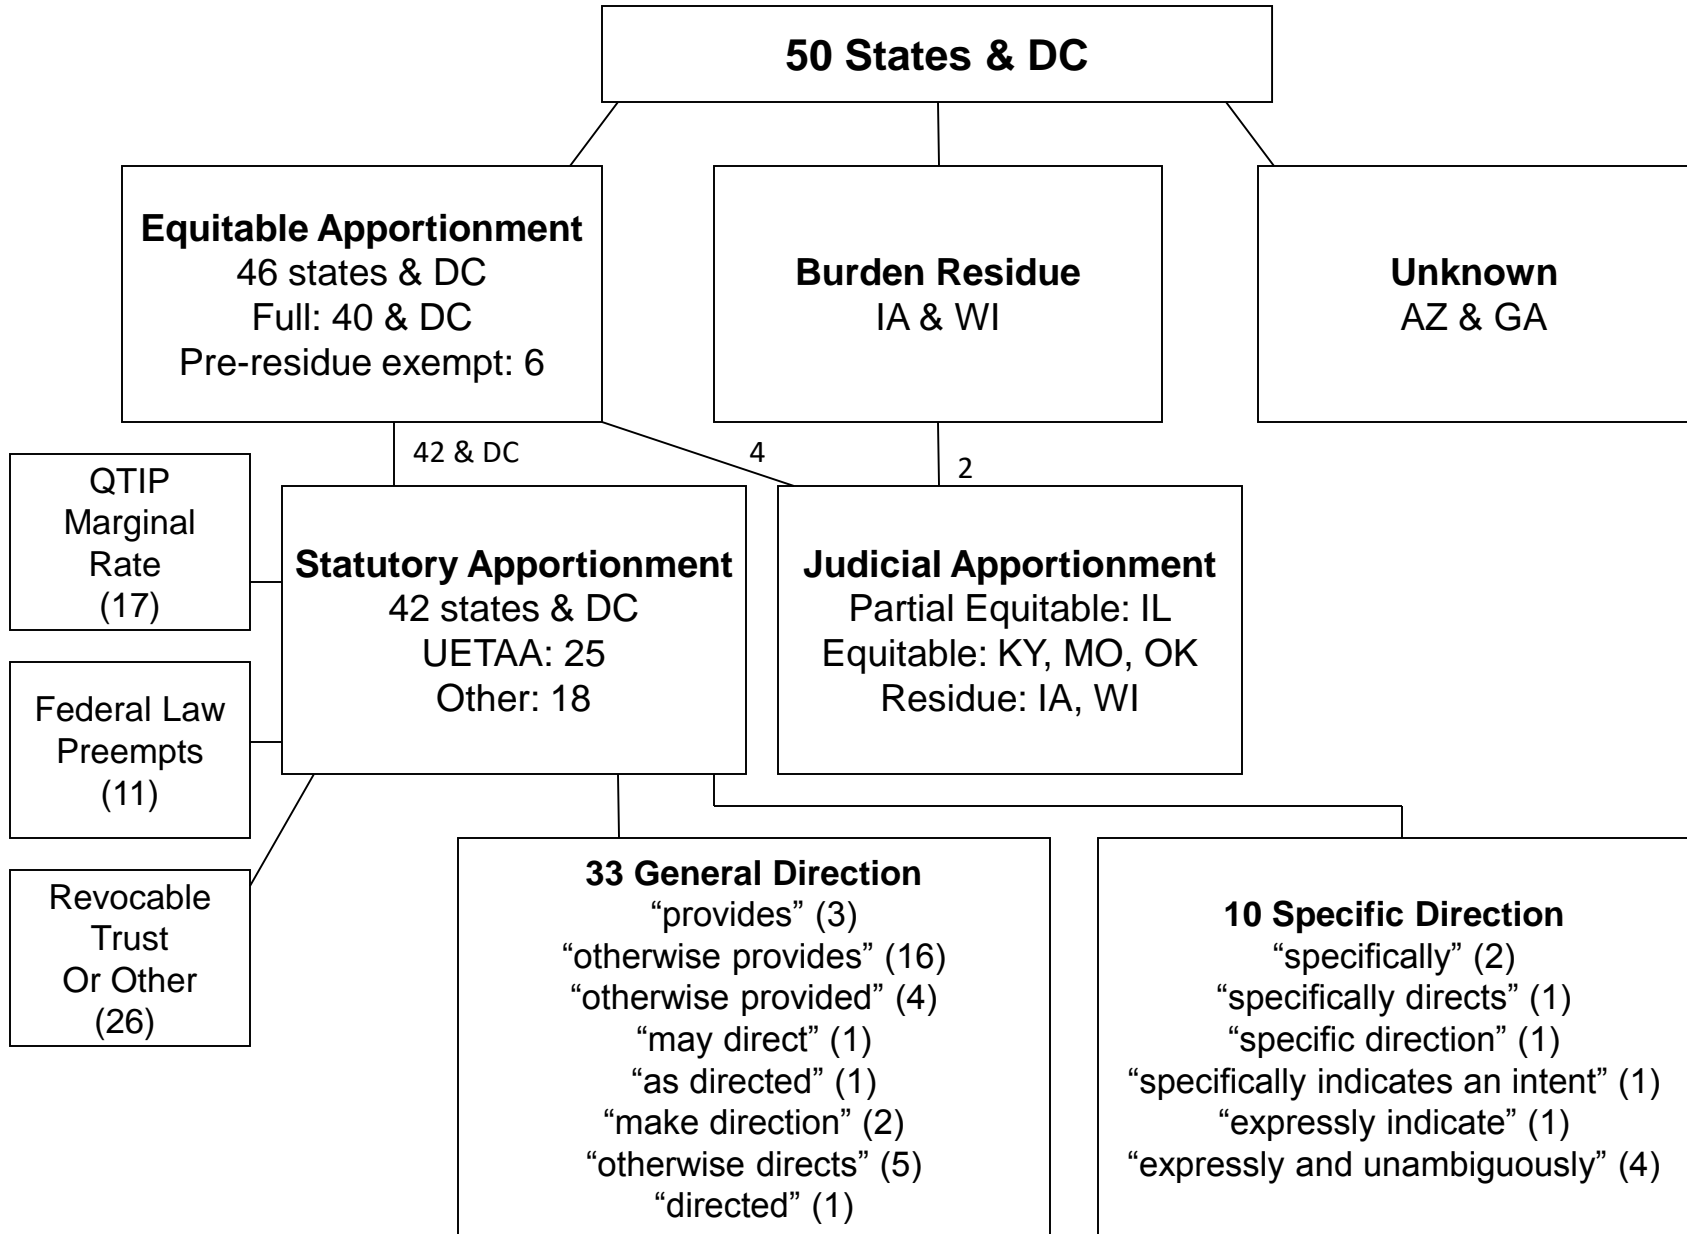 50 States & DC
Equitable Apportionment
46 states & DC
Full: 40 & DC
Pre-residue exempt: 6
Burden Residue
IA & WI
Unknown
AZ & GA
42 & DC
4
2
QTIP
Marginal
Rate
(17)
Federal Law
Preempts
(11)
Revocable
Trust
Or Other
(26)
Statutory Apportionment
42 states & DC
UETAA: 25
Other: 18
Judicial Apportionment
Partial Equitable: IL
Equitable: KY, MO, OK
Residue: IA, WI
33 General Direction
“provides” (3)
“otherwise provides” (16)
“otherwise provided” (4)
“may direct” (1)
“as directed” (1)
“make direction” (2)
“otherwise directs” (5)
“directed” (1)
10 Specific Direction
“specifically” (2)
“specifically directs” (1)
“specific direction” (1)
“specifically indicates an intent” (1)
“expressly indicate” (1)
“expressly and unambiguously” (4)